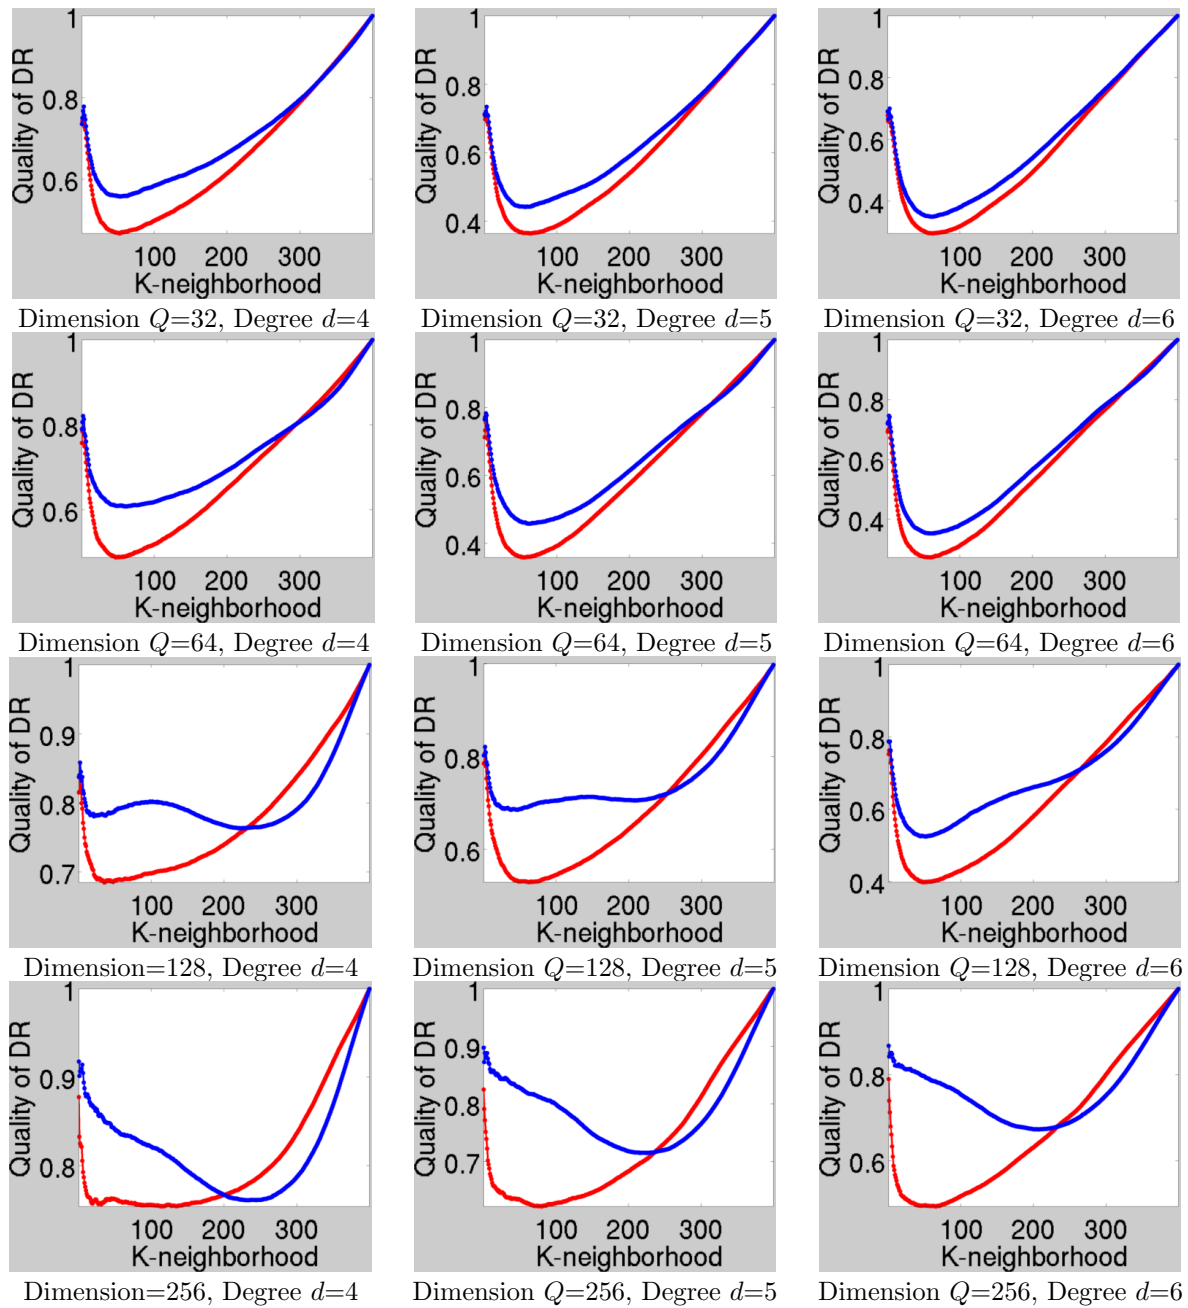 1
0.8
0.6
Quality of DR
100 200 300
K-neighborhood
Dimension Q=32, Degree d=4
1
0.8
0.6
0.4
Quality of DR
100 200 300
K-neighborhood
Dimension Q=32, Degree d=5
1
0.8
0.6
0.4
Quality of DR
100 200 300
K-neighborhood
Dimension Q=32, Degree d=6
1
0.8
0.6
Quality of DR
100 200 300
K-neighborhood
Dimension Q=64, Degree d=4
1
0.8
0.6
0.4
Quality of DR
100 200 300
K-neighborhood
Dimension Q=64, Degree d=5
1
0.8
0.6
0.4
Quality of DR
100 200 300
K-neighborhood
Dimension Q=64, Degree d=6
1
0.9
0.8
0.7
Quality of DR
100 200 300
K-neighborhood
Dimension=128, Degree d=4
1
0.8
0.6
Quality of DR
100 200 300
K-neighborhood
Dimension Q=128, Degree d=5
1
0.8
0.6
0.4
Quality of DR
100 200 300
K-neighborhood
Dimension Q=128, Degree d=6
1
0.9
0.8
Quality of DR
100 200 300
K-neighborhood
Dimension=256, Degree d=4
1
0.9
0.8
0.7
Quality of DR
100 200 300
K-neighborhood
Dimension Q=256, Degree d=5
1
0.8
0.6
Quality of DR
100 200 300
K-neighborhood
Dimension Q=256, Degree d=6